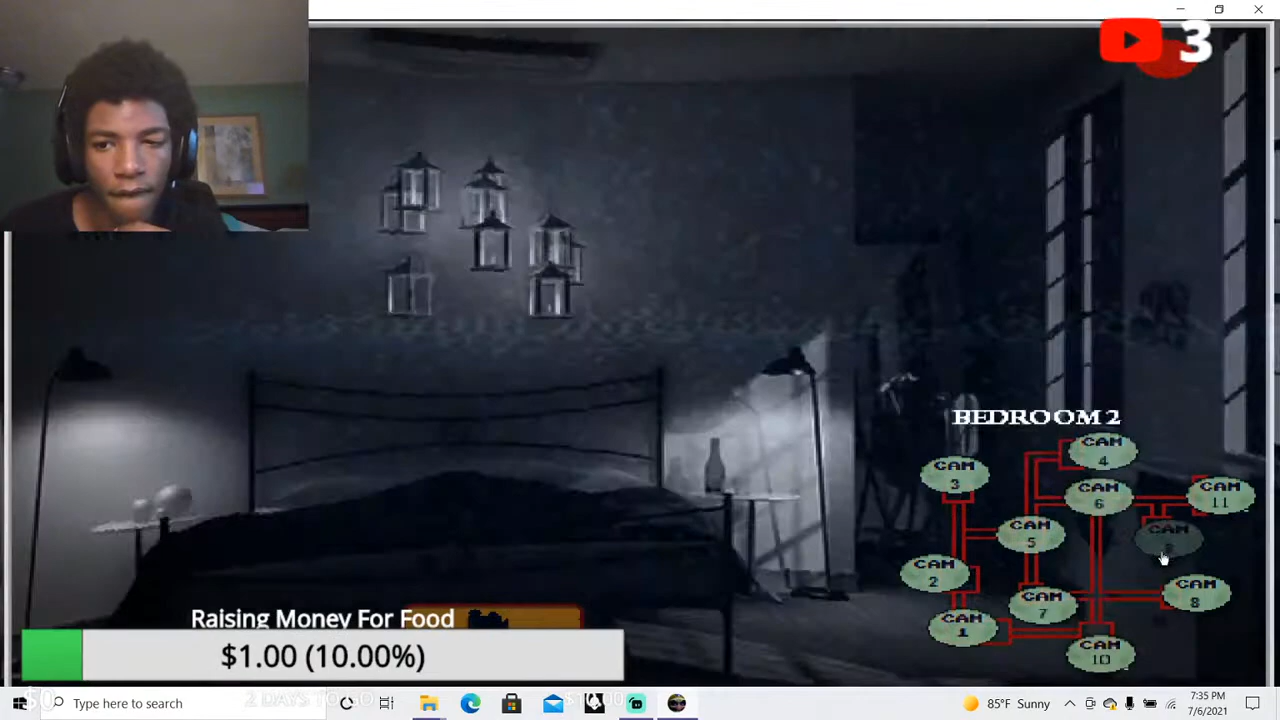 3
BEDROOM 2
CAM 4
CAM 3
CAM 6
CAM 11
CAM 5
CAM
CAM 2
CAM 7
CAM 8
CAM 1
CAM 10
Raising Money For Food
$1.00 (10.00%)
Type here to search
85°F Sunny
7:35 PM
7/6/2021